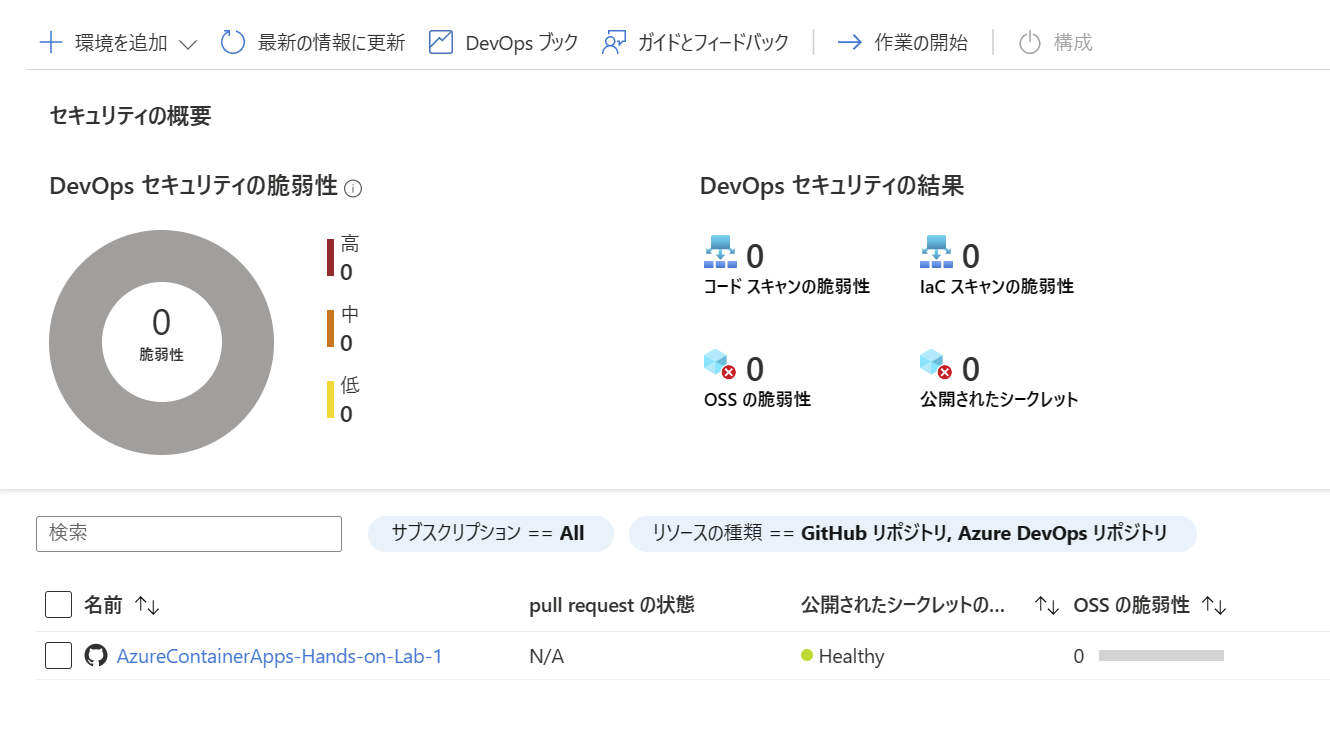 環境を追加 最新の情報に更新 DevOps ブック ガイドとフィードバック 作業の開始 構成
セキュリティの概要
DevOps セキュリティの脆弱性
0
脆弱性
高
0
中
0
低
0
DevOps セキュリティの結果
0
コード スキャンの脆弱性
0
IaC スキャンの脆弱性
0
OSS の脆弱性
0
公開されたシークレット
検索 サブスクリプション == All リソースの種類 == GitHub リポジトリ, Azure DevOps リポジトリ
名前 pull request の状態 公開されたシークレットの... OSS の脆弱性
AzureContainerApps-Hands-on-Lab-1 N/A Healthy 0